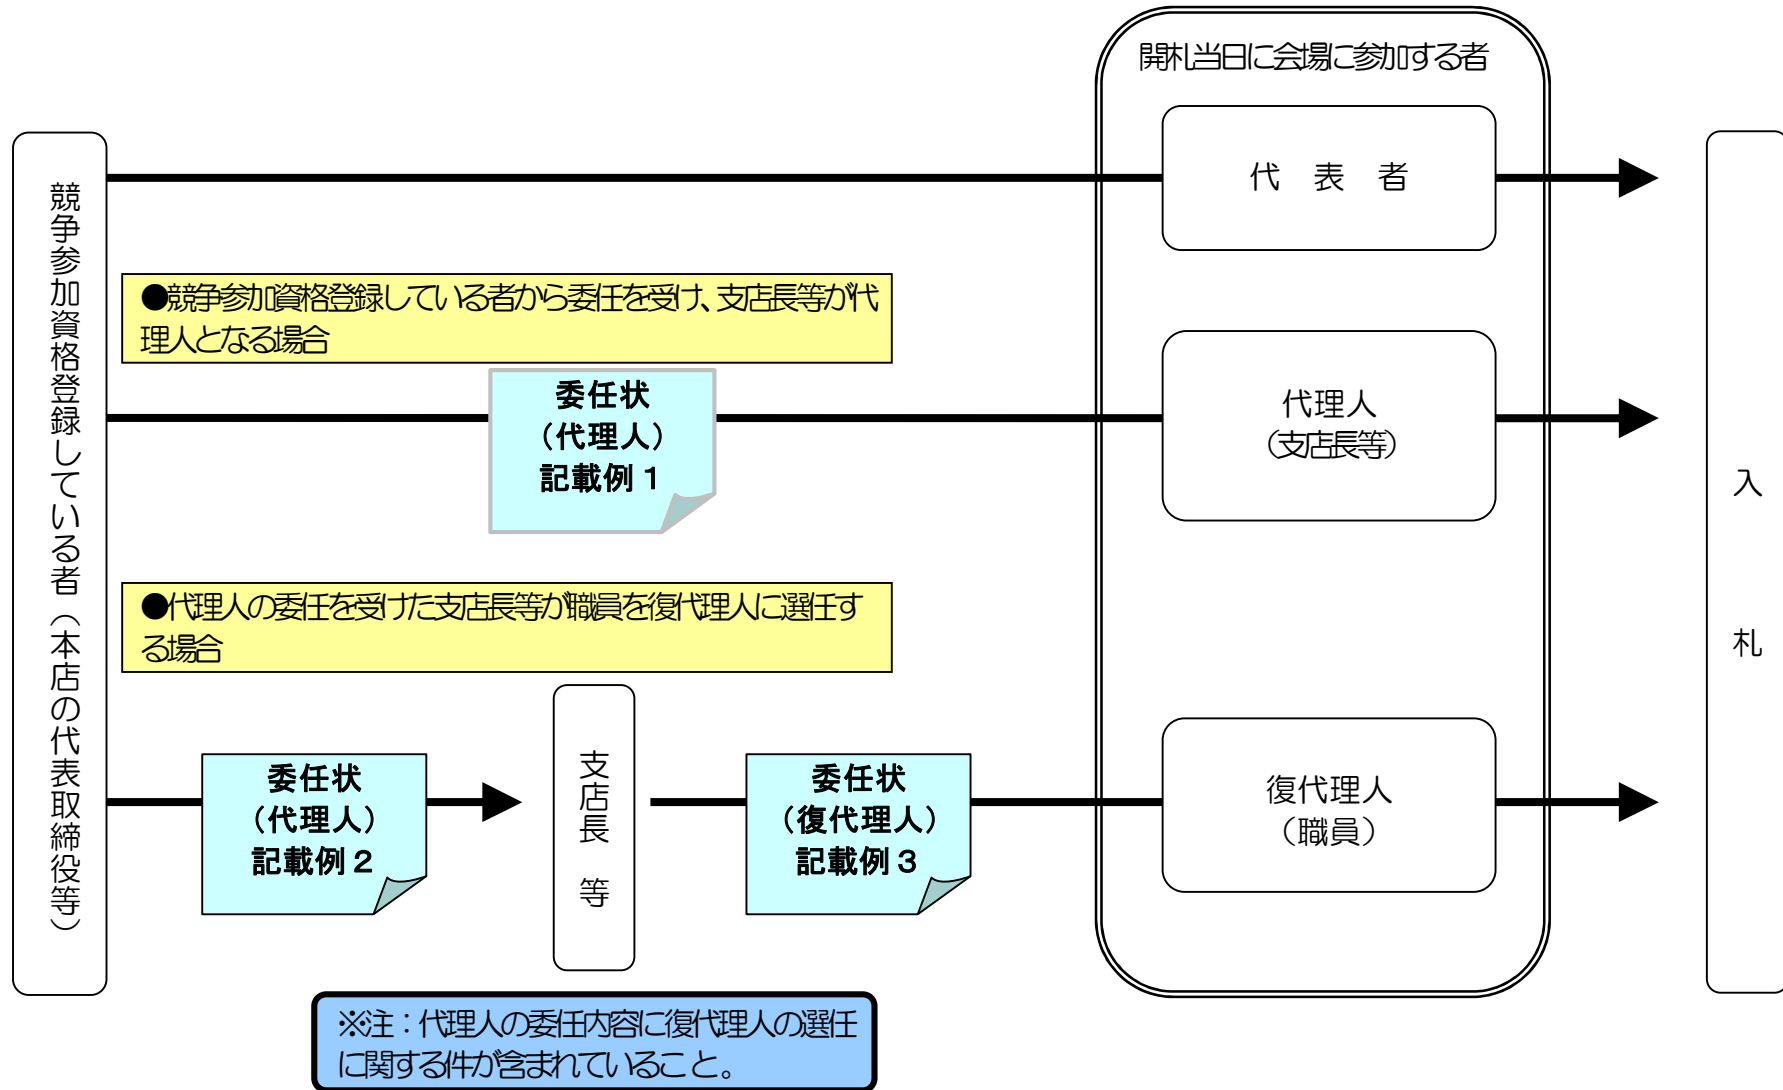 開札当日に会場に参加する者
競争参加資格登録している者（本店の代表取締役等）
代　表　者
●競争参加資格登録している者から委任を受け、支店長等が代
理人となる場合
委任状
（代理人）
記載例１
代理人
（支店長等）
入　札
●代理人の委任を受けた支店長等が職員を復代理人に選任す
る場合
委任状
（代理人）
記載例２
支店長　等
委任状
（復代理人）
記載例３
復代理人
（職員）
※注：代理人の委任内容に復代理人の選任
に関する件が含まれていること。